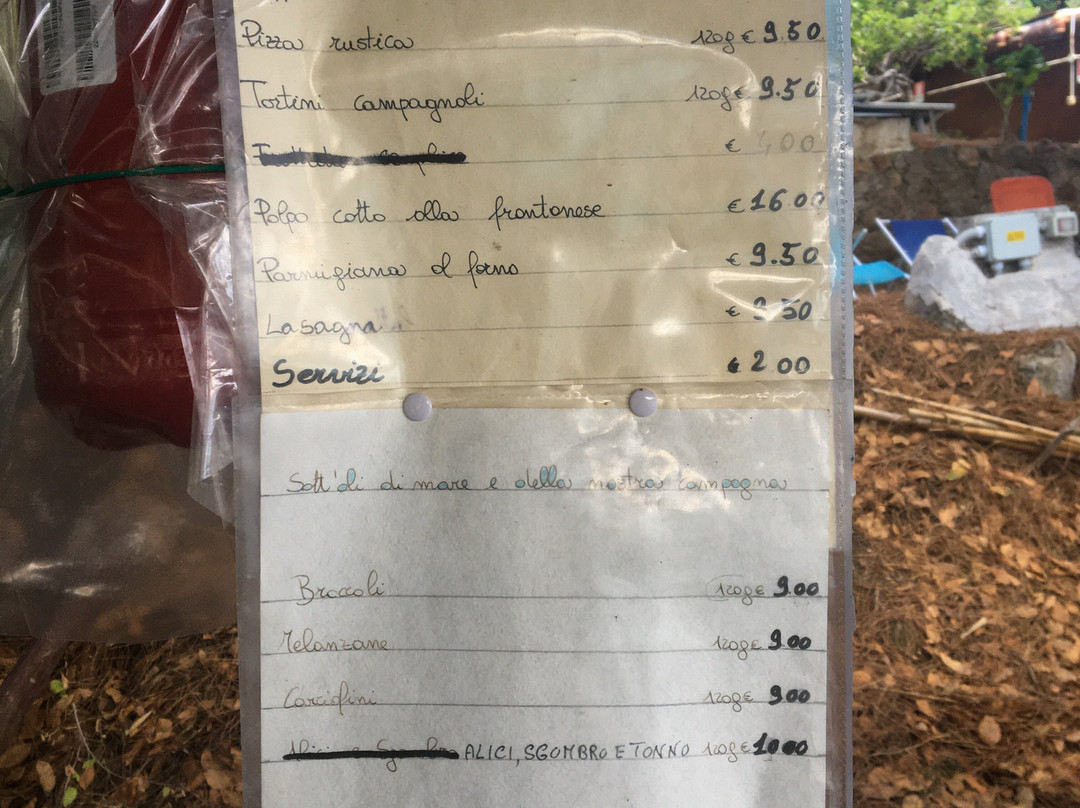 Pizza rustica 120g € 9.50
Tortini campagnoli 120g € 9.50
€ 4,00
Polpo cotto alla frontonese € 16.00
Parmigiana al forno € 9.50
Lasagna € 9.50
Servizi € 2.00
Sott'oli di mare e della nostra campagna
Broccoli 120g € 9.00
Melanzane 120g € 9.00
Carciofini 120g € 9.00
ALICI, SGOMBRO E TONNO 120g € 10.00